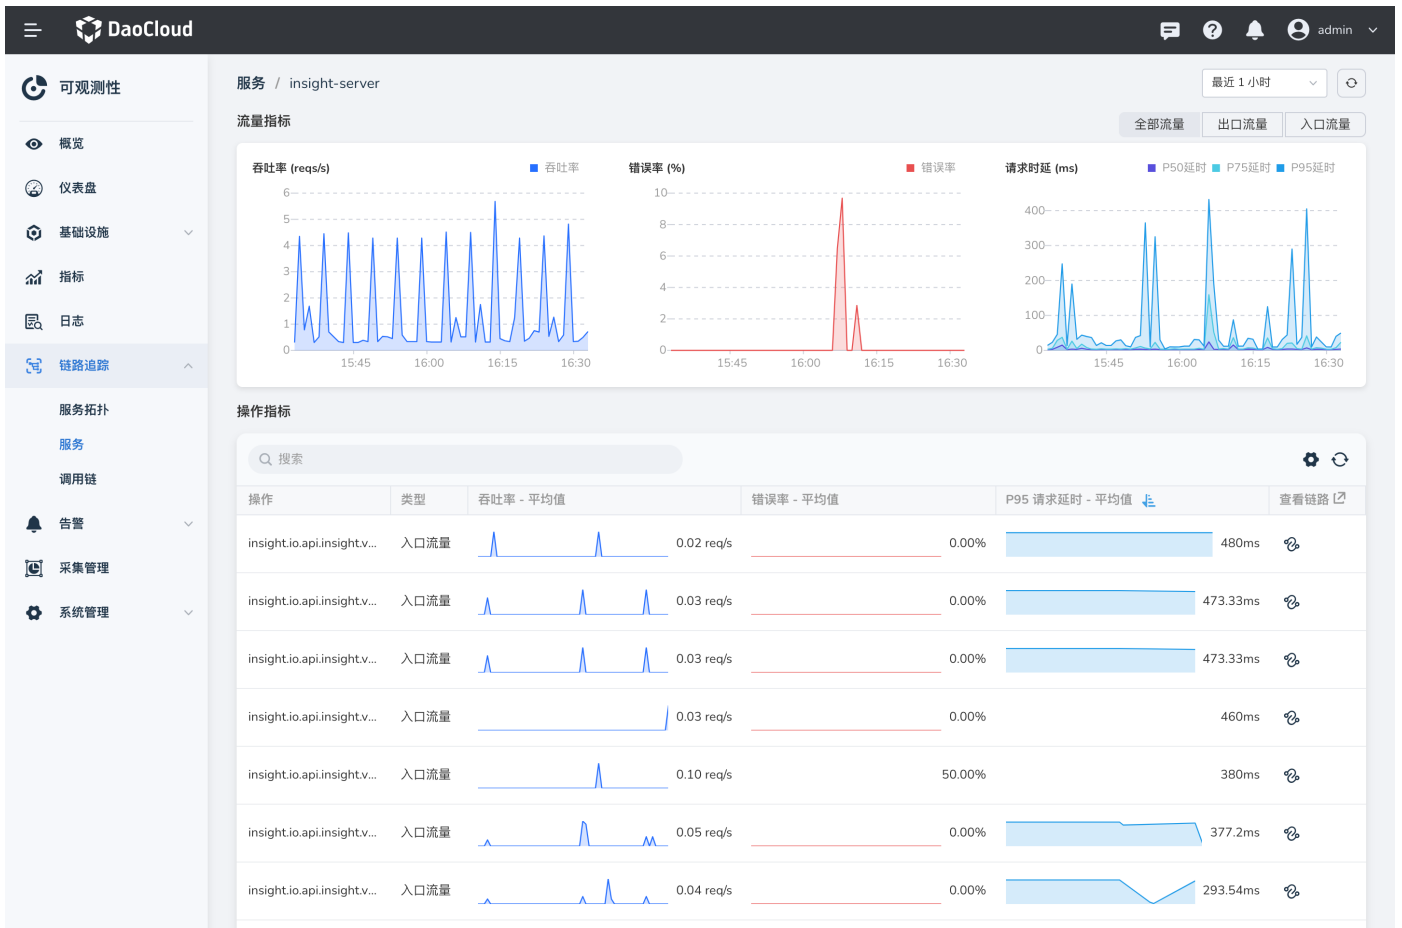 DaoCloud
admin
可观测性
概览
仪表盘
基础设施
指标
日志
链路追踪
服务拓扑
服务
调用链
告警
采集管理
系统管理
服务 / insight-server
最近 1 小时
流量指标
全部流量 出口流量 入口流量
吞吐率 (reqs/s)
吞吐率
6
5
4
3
2
1
0
15:45 16:00 16:15 16:30
错误率 (%)
错误率
10
8
6
4
2
0
15:45 16:00 16:15 16:30
请求时延 (ms)
P50延时 P75延时 P95延时
400
300
200
100
0
15:45 16:00 16:15 16:30
操作指标
搜索
操作 类型 吞吐率 - 平均值 错误率 - 平均值 P95 请求延时 - 平均值 查看链路
insight.io.api.insight.v... 入口流量 0.02 req/s 0.00% 480ms
insight.io.api.insight.v... 入口流量 0.03 req/s 0.00% 473.33ms
insight.io.api.insight.v... 入口流量 0.03 req/s 0.00% 473.33ms
insight.io.api.insight.v... 入口流量 0.03 req/s 0.00% 460ms
insight.io.api.insight.v... 入口流量 0.10 req/s 50.00% 380ms
insight.io.api.insight.v... 入口流量 0.05 req/s 0.00% 377.2ms
insight.io.api.insight.v... 入口流量 0.04 req/s 0.00% 293.54ms